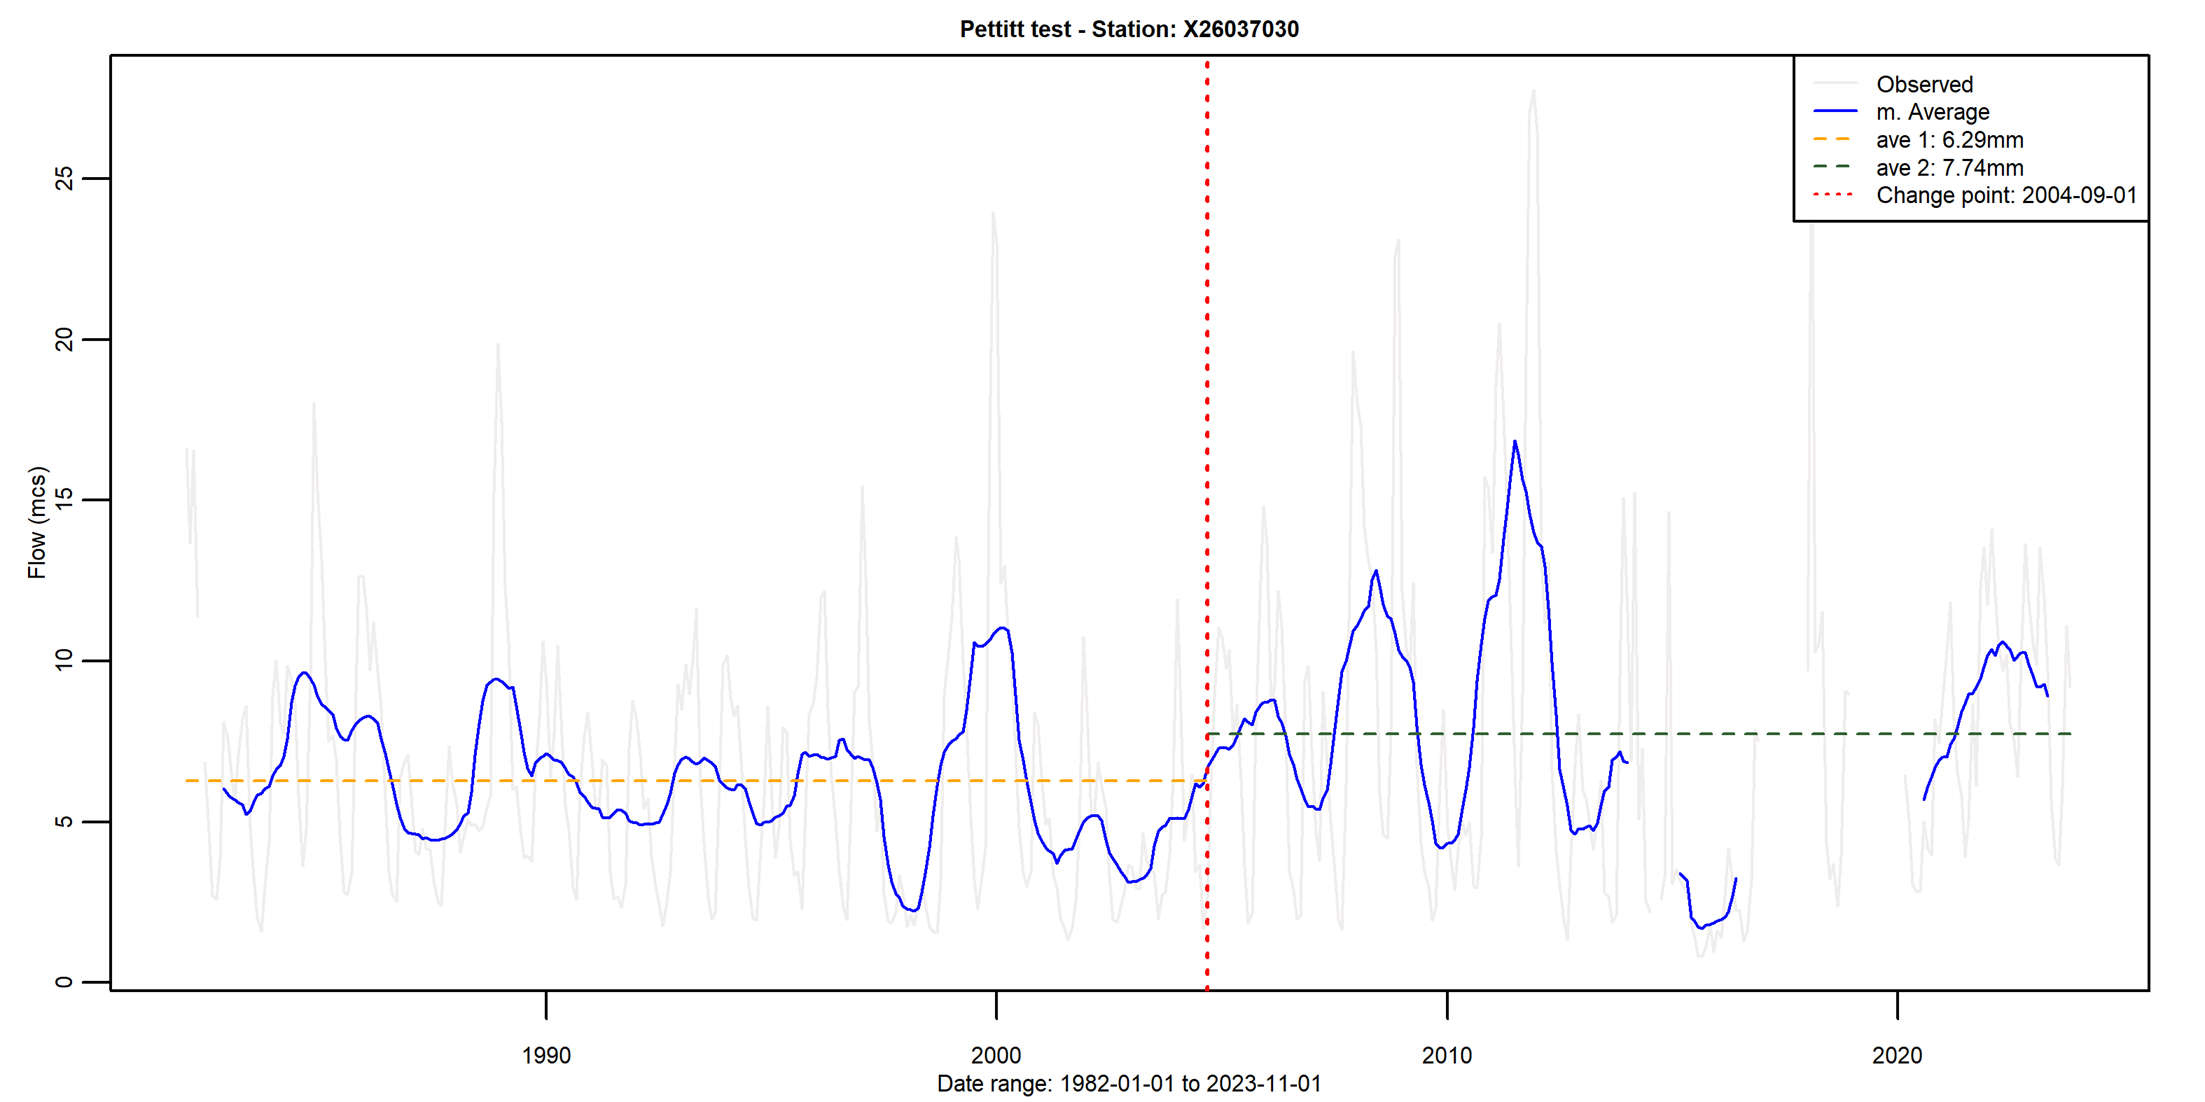 Pettitt test - Station: X26037030
Observed
m. Average
ave 1: 6.29mm
ave 2: 7.74mm
Change point: 2004-09-01
Flow (mcs)
25
20
15
10
5
0
1990 2000 2010 2020
Date range: 1982-01-01 to 2023-11-01